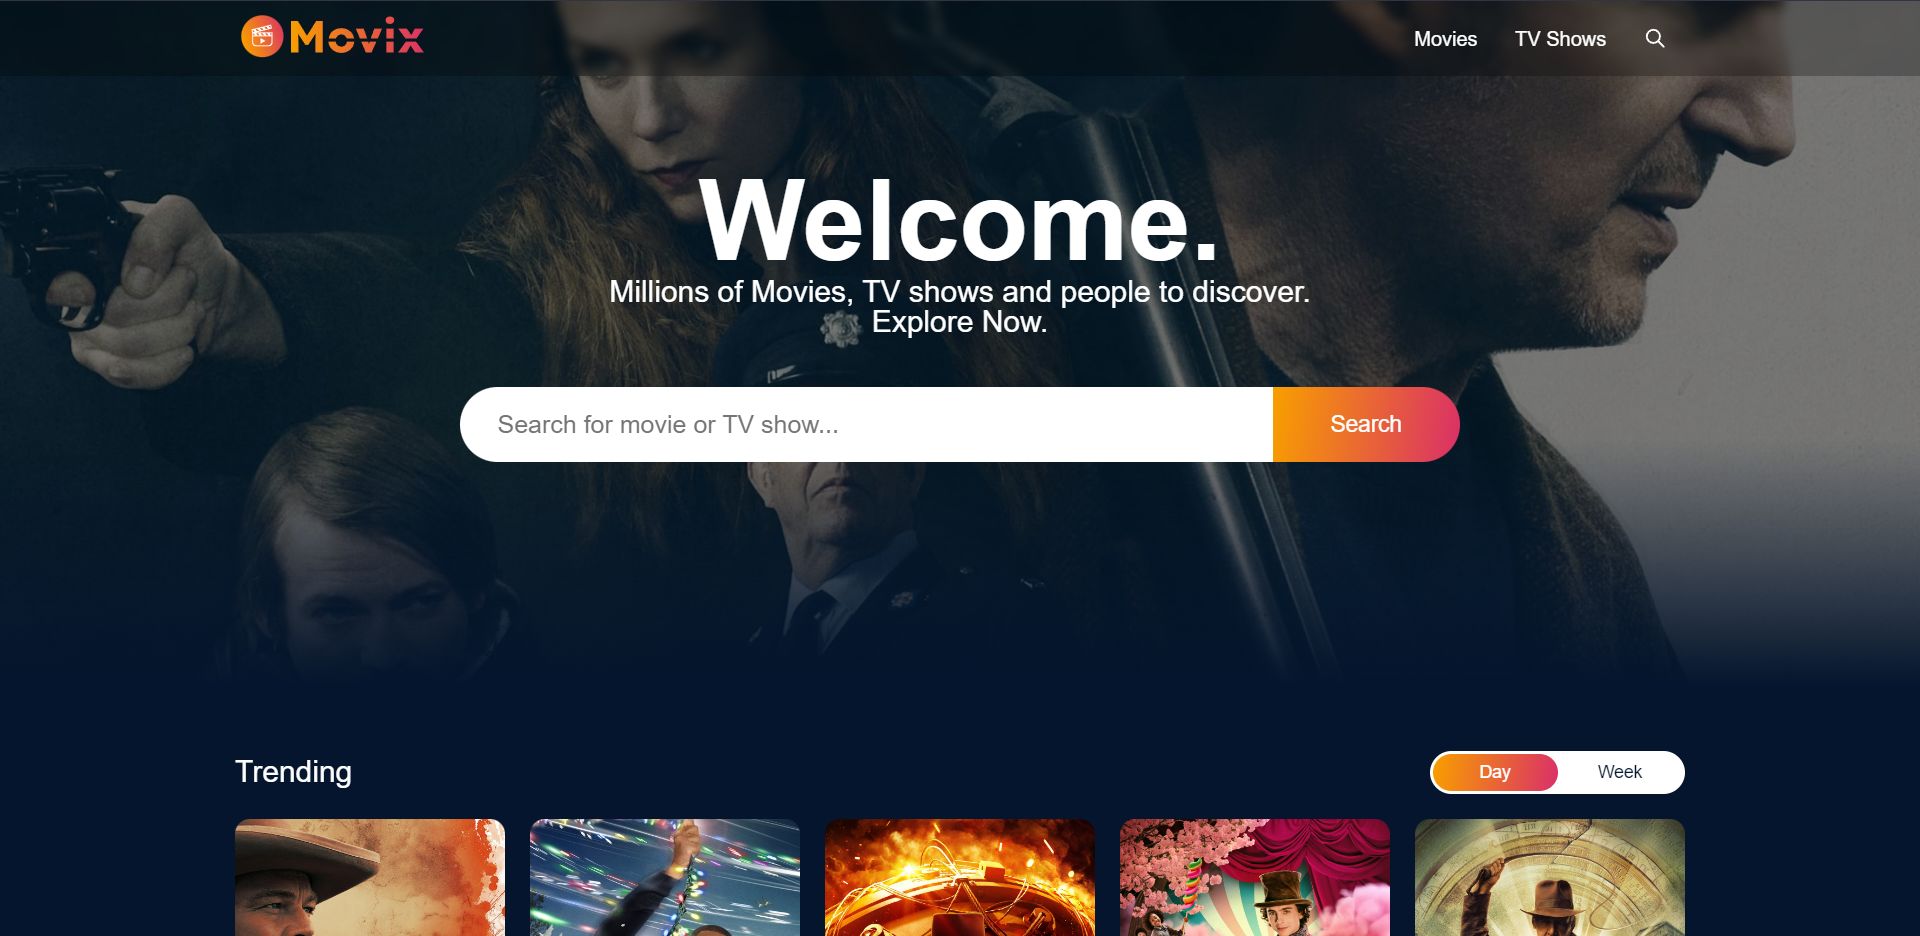 Movix
Movies
TV Shows
Welcome.
Millions of Movies, TV shows and people to discover.
Explore Now.
Search for movie or TV show...
Search
Trending
Day
Week